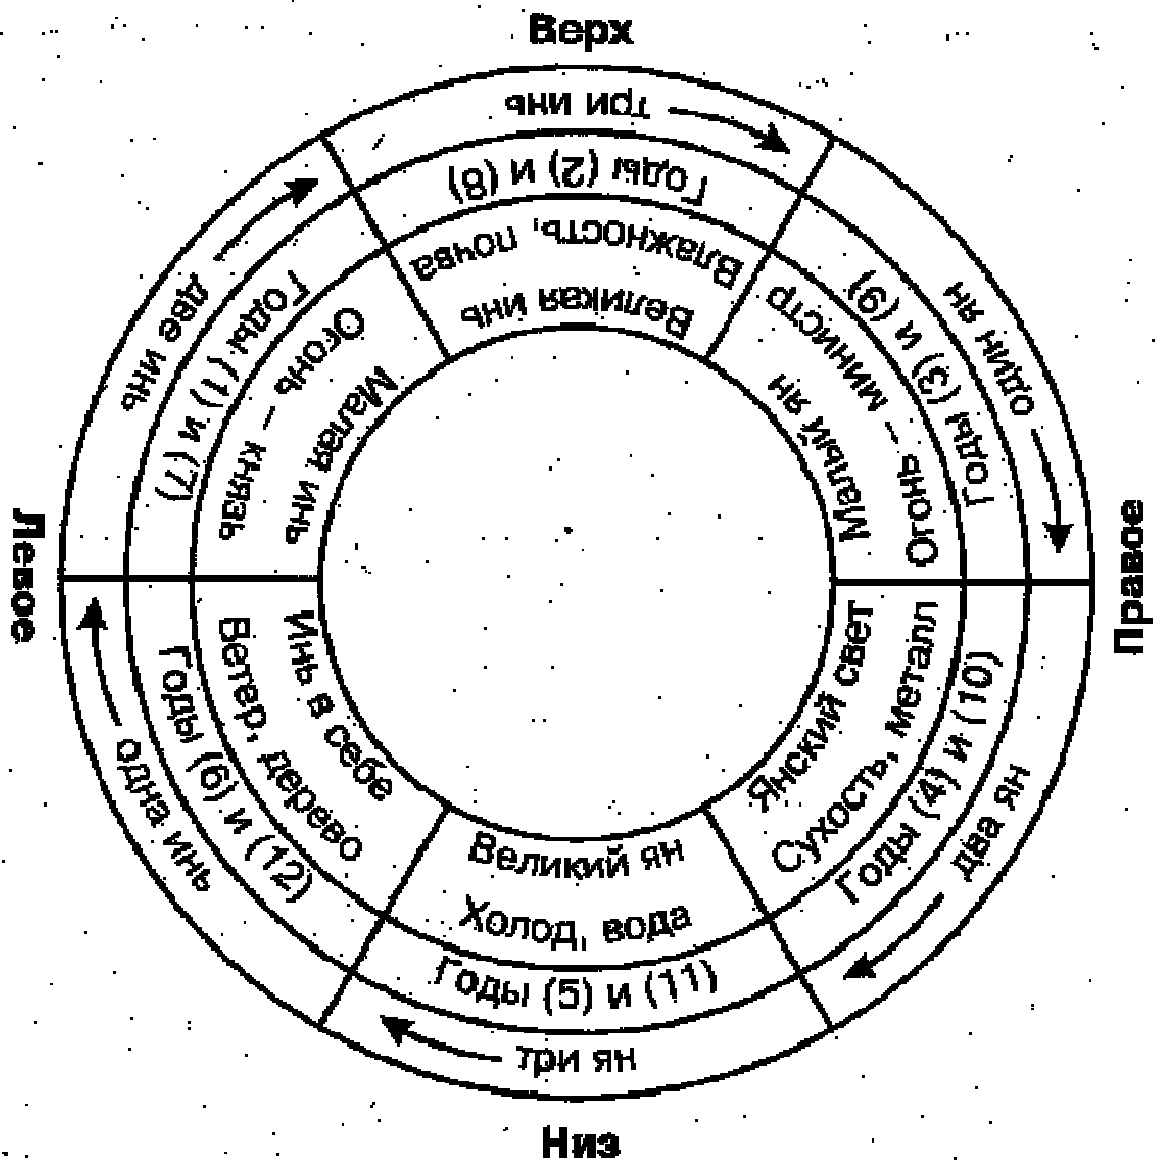 Верх
три инь
Годы (2) и (8)
Влажность, почва
Великая инь
один ян
Годы (3) и (9)
Огонь – министр
Малый ян
Правое
Янский свет
Сухость, металл
Годы (4) и (10)
два ян
Великий ян
Холод, вода
Годы (5) и (11)
три ян
Низ
Инь в себе
Ветер, дерево
Годы (6) и (12)
одна инь
Левое
две инь
Годы (1) и (7)
Огонь – князь
Малая инь